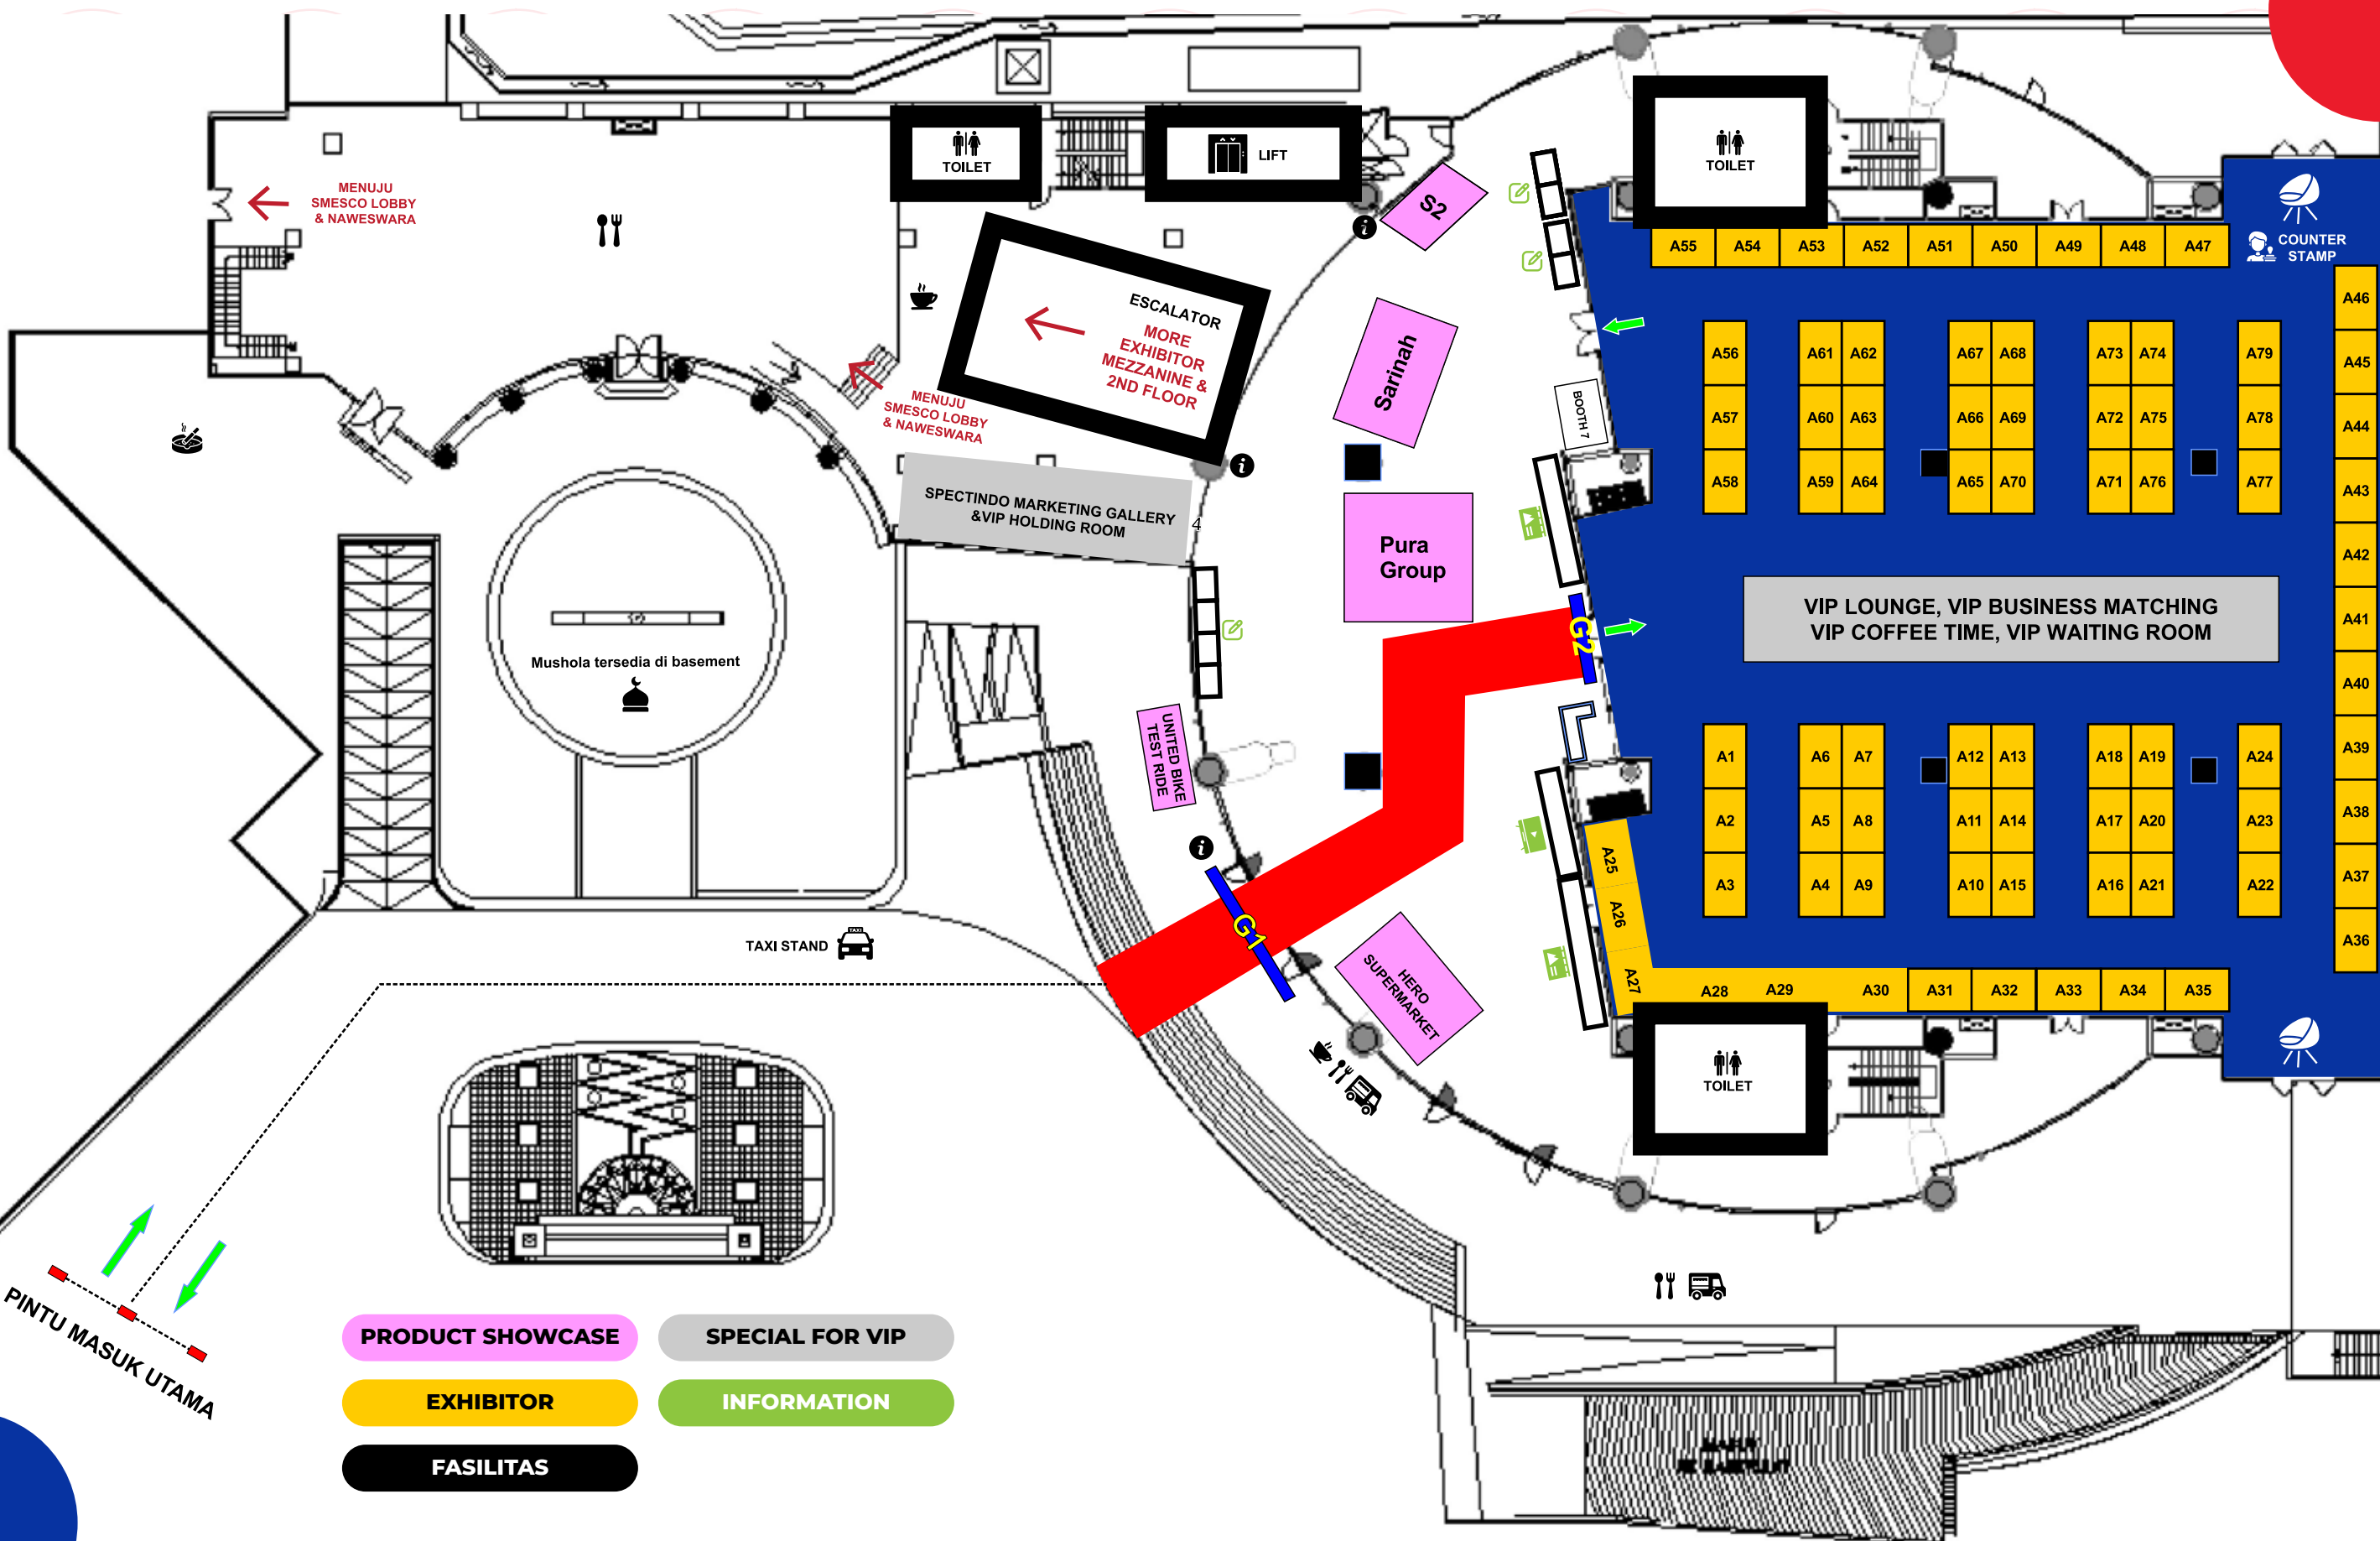 TOILET
LIFT
TOILET
MENUJU
SMESCO LOBBY
& NAWESWARA
S2
COUNTER
STAMP
A55 A54 A53 A52 A51 A50 A49 A48 A47
ESCALATOR
MORE
EXHIBITOR
MEZZANINE &
2ND FLOOR
MENUJU
SMESCO LOBBY
& NAWESWARA
Sarinah
BOOTH 7
A46
A45
A44
A43
A42
A41
A40
A39
A38
A37
A36
A56 A61 A62 A67 A68 A73 A74 A79
A57 A60 A63 A66 A69 A72 A75 A78
A58 A59 A64 A65 A70 A71 A76 A77
SPECTINDO MARKETING GALLERY
&VIP HOLDING ROOM
4
Pura
Group
G2
VIP LOUNGE, VIP BUSINESS MATCHING
VIP COFFEE TIME, VIP WAITING ROOM
Mushola tersedia di basement
UNITED BIKE
TEST RIDE
A1 A6 A7 A12 A13 A18 A19 A24
A2 A5 A8 A11 A14 A17 A20 A23
A3 A4 A9 A10 A15 A16 A21 A22
A25
A26
A27
A28 A29 A30 A31 A32 A33 A34 A35
G1
TAXI STAND
HERO
SUPERMARKET
TOILET
PINTU MASUK UTAMA
PRODUCT SHOWCASE
SPECIAL FOR VIP
EXHIBITOR
INFORMATION
FASILITAS